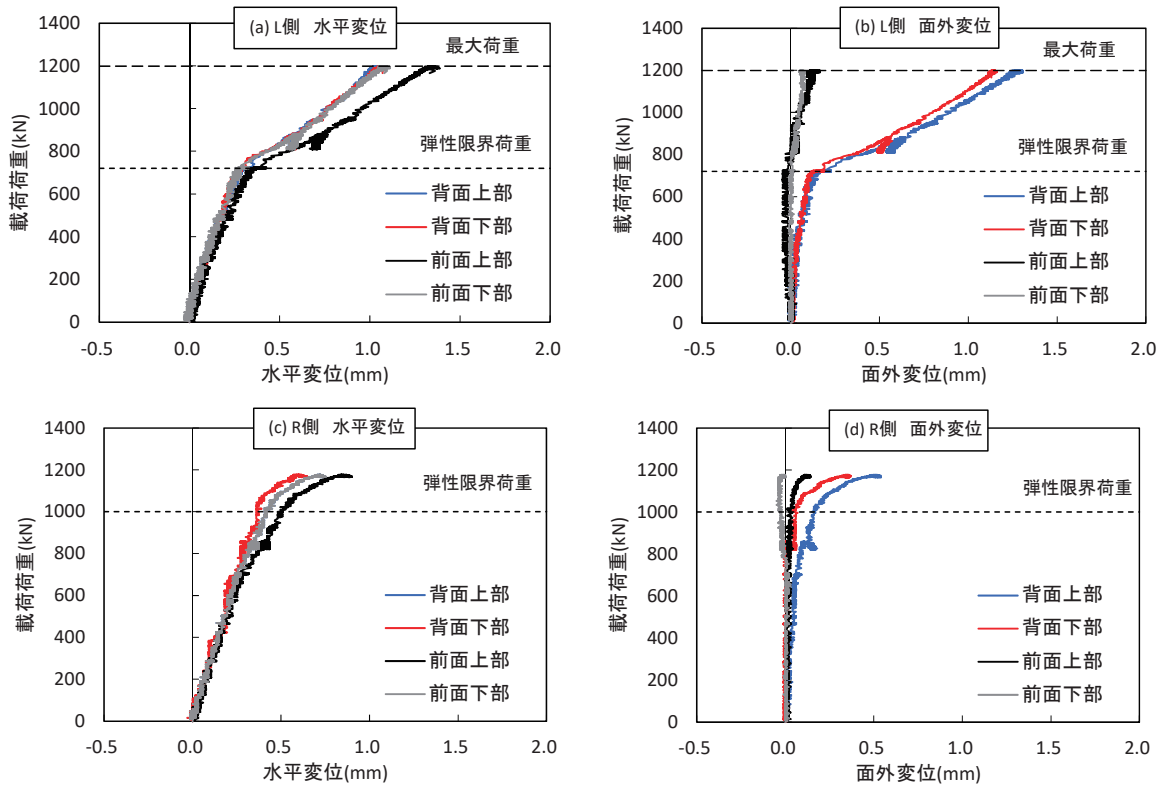 (a) L側 水平変位
1400
1200
1000
800
600
400
200
0
載荷荷重(kN)
最大荷重
弾性限界荷重
背面上部
背面下部
前面上部
前面下部
-0.5 0.0 0.5 1.0 1.5 2.0
水平変位(mm)
(b) L側 面外変位
1400
1200
1000
800
600
400
200
0
載荷荷重(kN)
最大荷重
弾性限界荷重
背面上部
背面下部
前面上部
前面下部
-0.5 0.0 0.5 1.0 1.5 2.0
面外変位(mm)
(c) R側 水平変位
1400
1200
1000
800
600
400
200
0
載荷荷重(kN)
弾性限界荷重
背面上部
背面下部
前面上部
前面下部
-0.5 0.0 0.5 1.0 1.5 2.0
水平変位(mm)
(d) R側 面外変位
1400
1200
1000
800
600
400
200
0
載荷荷重(kN)
弾性限界荷重
背面上部
背面下部
前面上部
前面下部
-0.5 0.0 0.5 1.0 1.5 2.0
面外変位(mm)